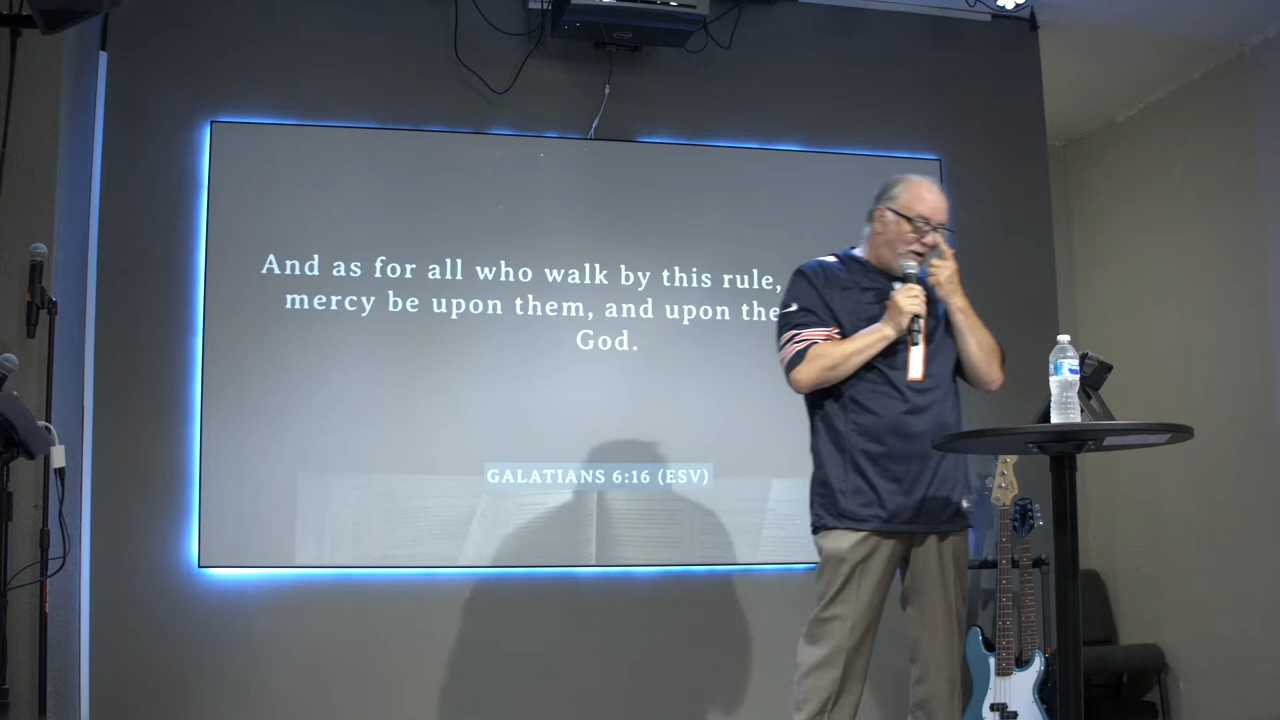 And as for all who walk by this rule,
mercy be upon them, and upon the
God.
GALATIANS 6:16 (ESV)